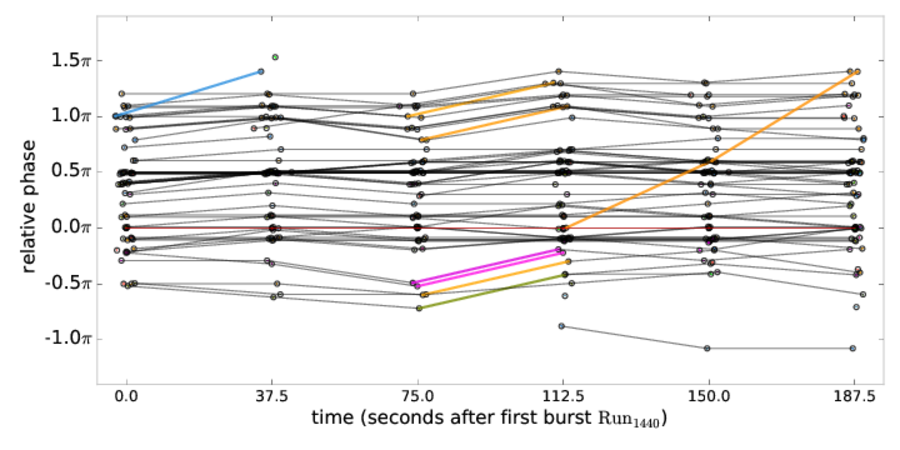 1.5π
1.0π
0.5π
0.0π
-0.5π
-1.0π
relative phase
0.0 37.5 75.0 112.5 150.0 187.5
time (seconds after first burst Run₁₄₄₀)